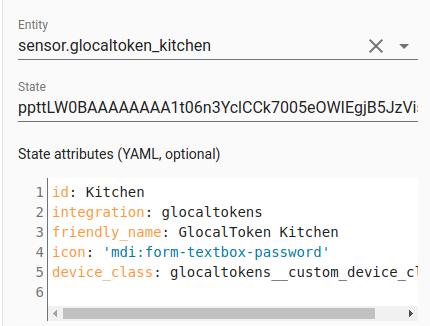 Entity
sensor.glocaltoken_kitchen
State
State attributes (YAML, optional)
1 id: Kitchen
2 integration: glocaltokens
3 friendly_name: GlocalToken Kitchen
4 icon: 'mdi:form-textbox-password'
5 device_class: glocaltokens__custom_device_cl
6